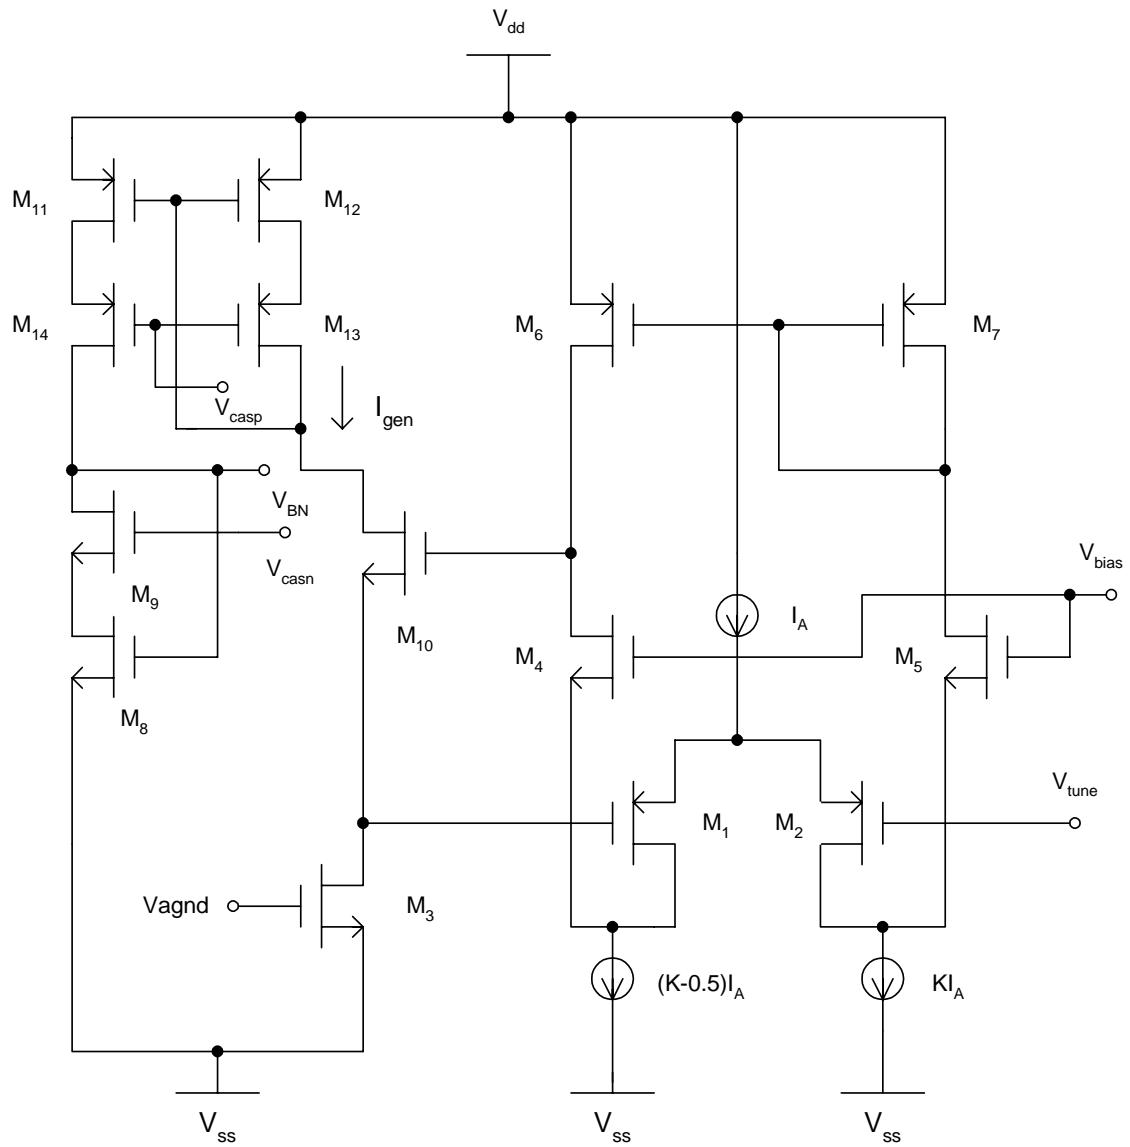 Vdd
M11
M12
M14
M13
M6
M7
Vcasp
Igen
VBN
Vcasn
Vbias
M9
M10
IA
M4
M5
M8
Vtune
M1
M2
Vagnd
M3
(K-0.5)IA
KIA
Vss
Vss
Vss